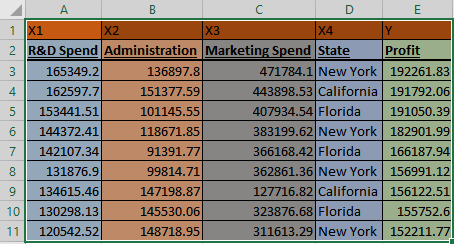 A B C D E
1 X1 X2 X3 X4 Y
2 R&D Spend Administration Marketing Spend State Profit
3 165349.2 136897.8 471784.1 New York 192261.83
4 162597.7 151377.59 443898.53 California 191792.06
5 153441.51 101145.55 407934.54 Florida 191050.39
6 144372.41 118671.85 383199.62 New York 182901.99
7 142107.34 91391.77 366168.42 Florida 166187.94
8 131876.9 99814.71 362861.36 New York 156991.12
9 134615.46 147198.87 127716.82 California 156122.51
10 130298.13 145530.06 323876.68 Florida 155752.6
11 120542.52 148718.95 311613.29 New York 152211.77